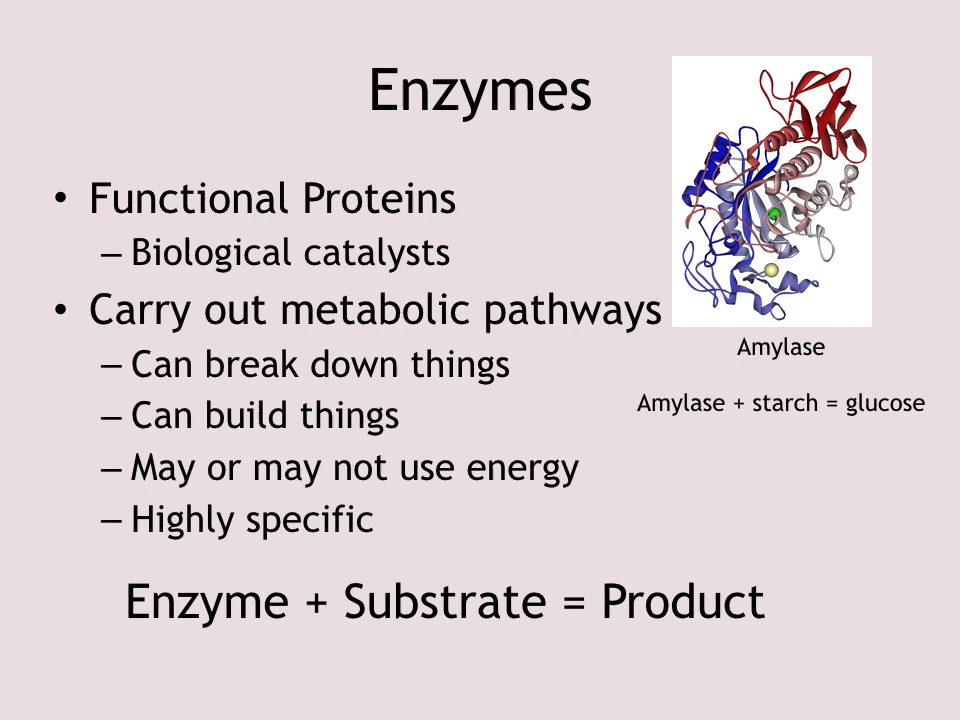 Enzymes
• Functional Proteins
– Biological catalysts
• Carry out metabolic pathways
– Can break down things
– Can build things
– May or may not use energy
– Highly specific
Amylase
Amylase + starch = glucose
Enzyme + Substrate = Product